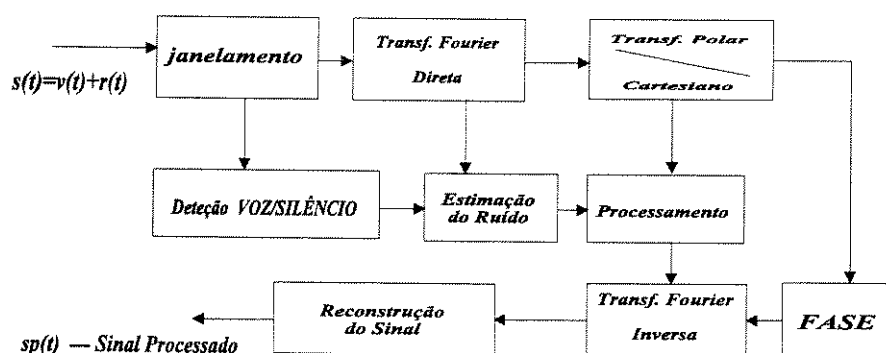 s(t)=v(t)+r(t)
janelamento
Transf. Fourier
Direta
Transf. Polar
Cartesiano
Deteção VOZ/SILÊNCIO
Estimação
do Ruído
Processamento
sp(t) — Sinal Processado
Reconstrução
do Sinal
Transf. Fourier
Inversa
FASE